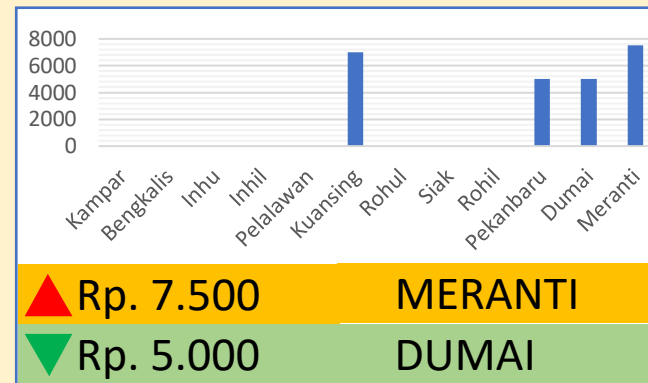 8000
6000
4000
2000
0
Kampar
Bengkalis
Inhu
Inhil
Pelalawan
Kuansing
Rohul
Siak
Rohil
Pekanbaru
Dumai
Meranti
Rp. 7.500 MERANTI
Rp. 5.000 DUMAI